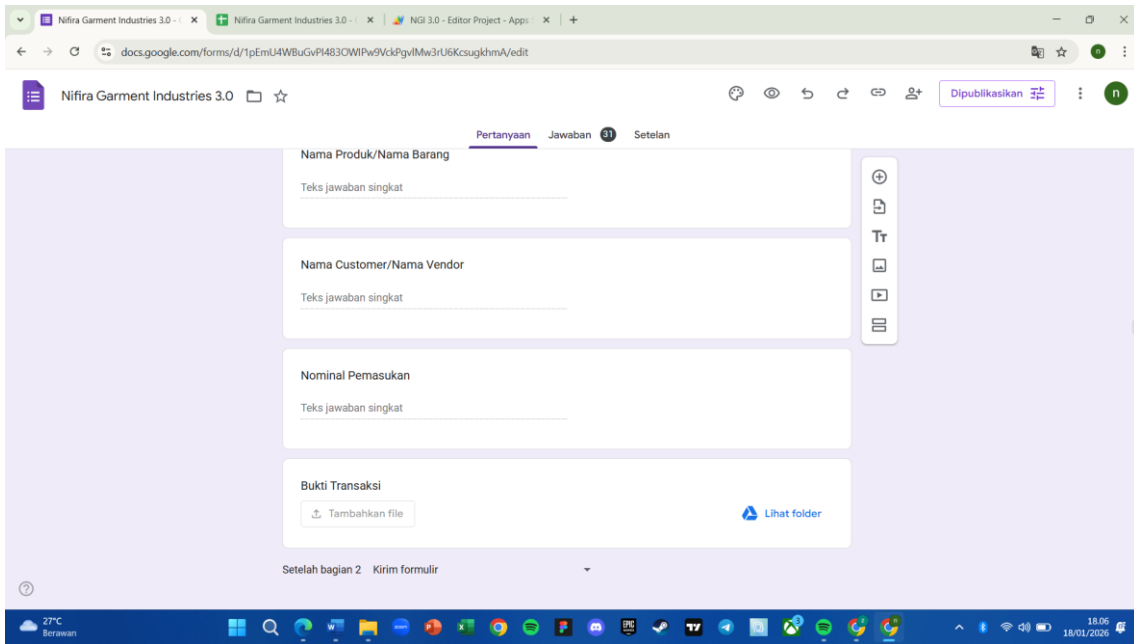 Nifira Garment Industries 3.0 - (
Nifira Garment Industries 3.0 - (
NGI 3.0 - Editor Project - Apps S
docs.google.com/forms/d/1pEmU4WBuGvPl483OWlPw9VckPgvlMw3rU6KcsugkhmA/edit
n
Nifira Garment Industries 3.0
Dipublikasikan
n
Pertanyaan Jawaban 31 Setelan
Nama Produk/Nama Barang
Teks jawaban singkat
Nama Customer/Nama Vendor
Teks jawaban singkat
Nominal Pemasukan
Teks jawaban singkat
Bukti Transaksi
Tambahkan file
Lihat folder
Setelah bagian 2 Kirim formulir
27°C
Berawan
18.06
18/01/2026